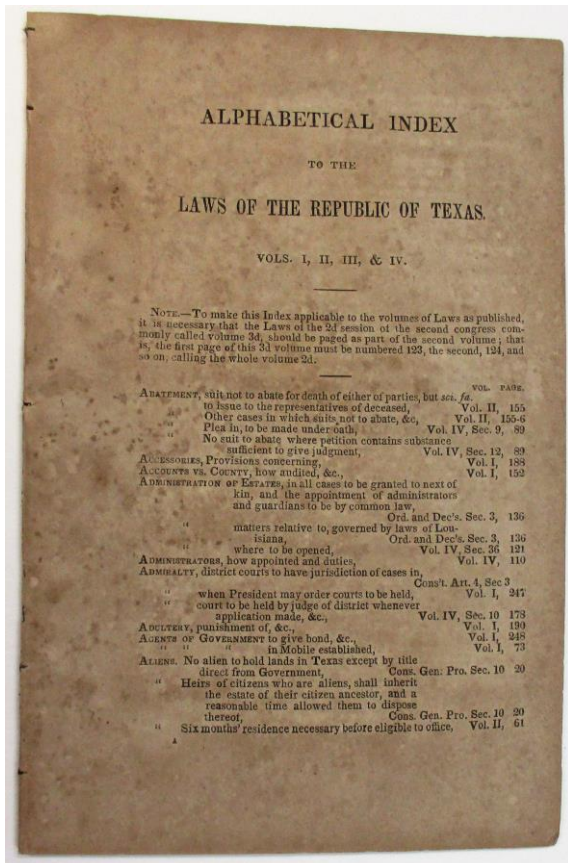 ALPHABETICAL INDEX
TO THE
LAWS OF THE REPUBLIC OF TEXAS.
VOLS. I, II, III, & IV.
NOTE.—To make this Index applicable to the volumes of Laws as published,
it is necessary that the Laws of the 2d session of the second congress com-
monly called volume 3d, should be paged as part of the second volume; that
is, the first page of this 3d volume must be numbered 123, the second, 124, and
so on, calling the whole volume 2d.
VOL. PAGE.
ABATEMENT, suit not to abate for death of either of parties, but sci. fa.
to issue to the representatives of deceased, Vol. II, 155
" Other cases in which suits not to abate, &c, Vol. II, 155-6
" Plea in, to be made under oath, Vol. IV, Sec. 9, 89
" No suit to abate where petition contains substance
sufficient to give judgment, Vol. IV, Sec. 12, 89
ACCESSORIES, Provisions concerning, Vol. I, 188
ACCOUNTS VS. COUNTY, how audited, &c., Vol. I, 152
ADMINISTRATION OF ESTATES, in all cases to be granted to next of
kin, and the appointment of administrators
and guardians to be by common law,
Ord. and Dec's. Sec. 3, 136
" matters relative to, governed by laws of Lou-
isiana, Ord. and Dec's. Sec. 3, 136
" where to be opened, Vol. IV, Sec. 36 121
ADMINISTRATORS, how appointed and duties, Vol. IV, 110
ADMIRALTY, district courts to have jurisdiction of cases in,
Cons't. Art. 4, Sec 3
" when President may order courts to be held, Vol. I, 247
" court to be held by judge of district whenever
application made, &c., Vol. IV, Sec. 10 178
ADULTERY, punishment of, &c., Vol. I, 190
AGENTS OF GOVERNMENT to give bond, &c., Vol. I, 248
" " " in Mobile established, Vol. I, 73
ALIENS. No alien to hold lands in Texas except by title
direct from Government, Cons. Gen. Pro. Sec. 10 20
" Heirs of citizens who are aliens, shall inherit
the estate of their citizen ancestor, and a
reasonable time allowed them to dispose
thereof, Cons. Gen. Pro. Sec. 10 20
" Six months' residence necessary before eligible to office, Vol. II, 61
A